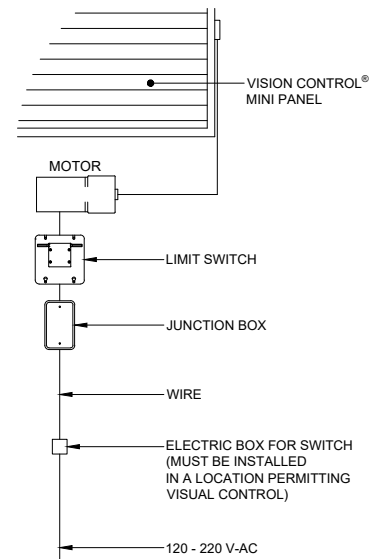 VISION CONTROL®
MINI PANEL
MOTOR
LIMIT SWITCH
JUNCTION BOX
WIRE
ELECTRIC BOX FOR SWITCH
(MUST BE INSTALLED
IN A LOCATION PERMITTING
VISUAL CONTROL)
120 - 220 V-AC